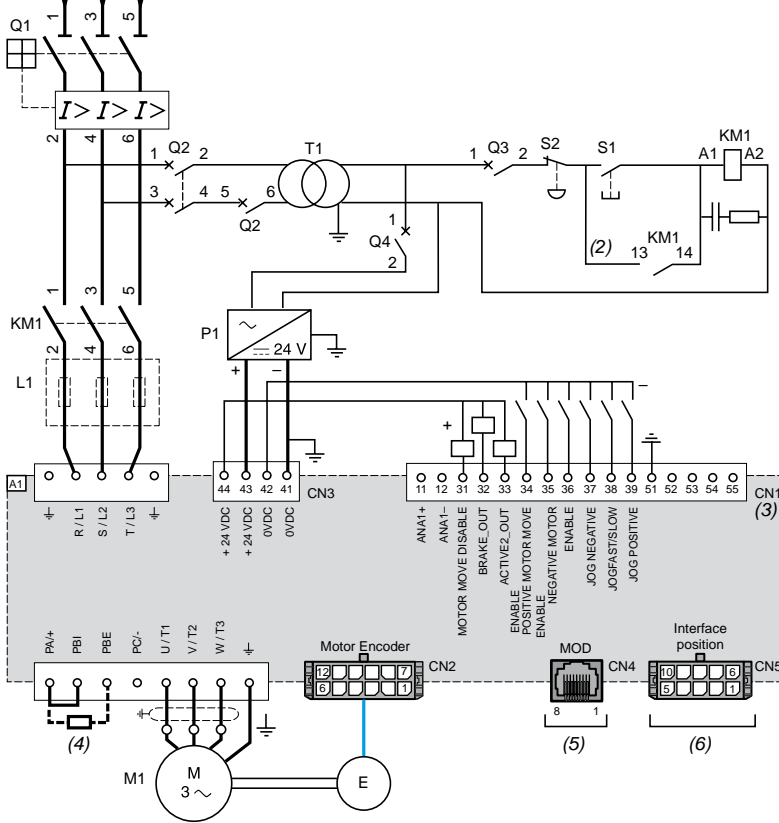 1 3 5
Q1
I> I> I>
2 4 6
1 Q2 2
3 4 5 6
Q2
T1
1 Q3 2
S2
S1
KM1
A1 A2
1
Q4
2
(2) 13 KM1 14
1 3 5
KM1
2 4 6
P1
24 V
+ –
L1
+
–
A1
R / L1
S / L2
T / L3
44 43 42 41
CN3
+ 24 VDC
+ 24 VDC
0VDC
0VDC
11 12 31 32 33 34 35 36 37 38 39 51 52 53 54 55
CN1
(3)
ANA1+
ANA1–
MOTOR MOVE DISABLE
BRAKE_OUT
ACTIVE2_OUT
ENABLE
POSITIVE MOTOR MOVE
ENABLE
NEGATIVE MOTOR
ENABLE
JOG NEGATIVE
JOGFAST/SLOW
JOG POSITIVE
PA/+
PBI
PBE
PC/-
U / T1
V / T2
W / T3
(4)
Motor Encoder
12 7
6 1
CN2
MOD
CN4
8 1
(5)
Interface
position
10 6
5 1
CN5
(6)
M1
M
3 ~
E